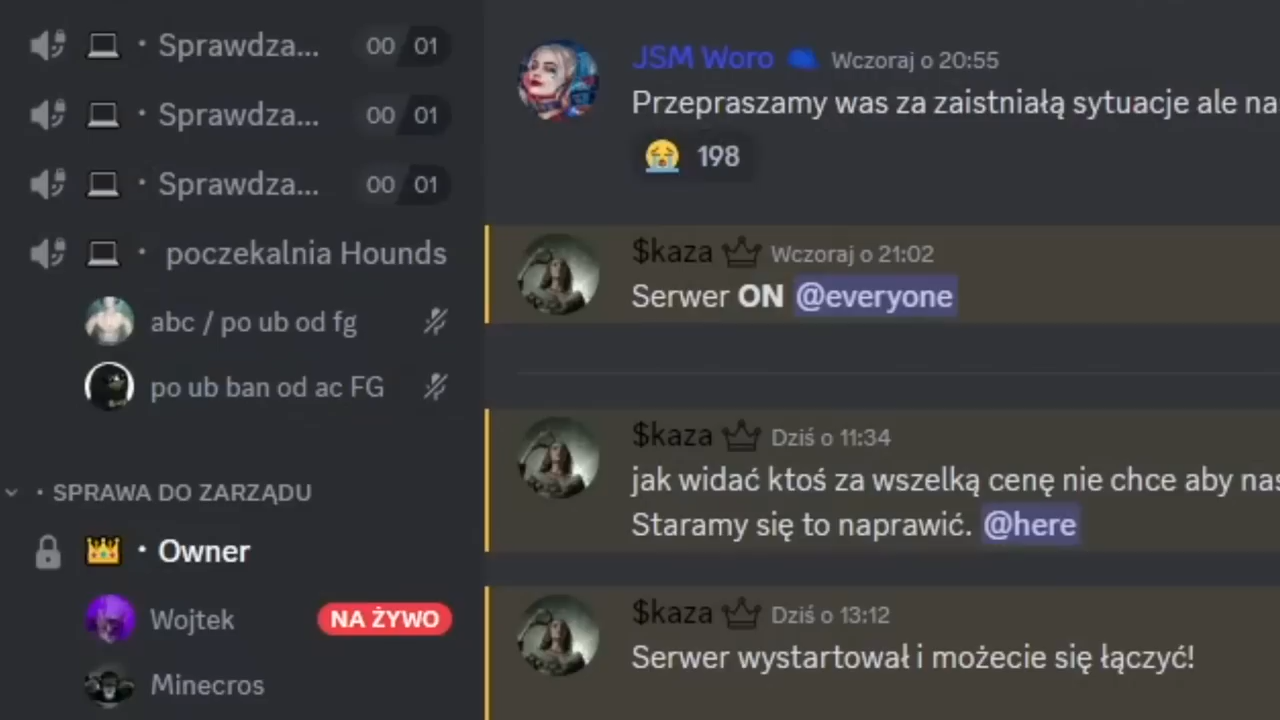 Sprawdza... 00 01
Sprawdza... 00 01
Sprawdza... 00 01
poczekalnia Hounds
abc / po ub od fg
po ub ban od ac FG
SPRAWA DO ZARZĄDU
Owner
Wojtek NA ŻYWO
Minecros
JSM Woro Wczoraj o 20:55
Przepraszamy was za zaistniałą sytuacje ale na
198
$kaza Wczoraj o 21:02
Serwer ON @everyone
$kaza Dziś o 11:34
jak widać ktoś za wszelką cenę nie chce aby nas
Staramy się to naprawić. @here
$kaza Dziś o 13:12
Serwer wystartował i możecie się łączyć!